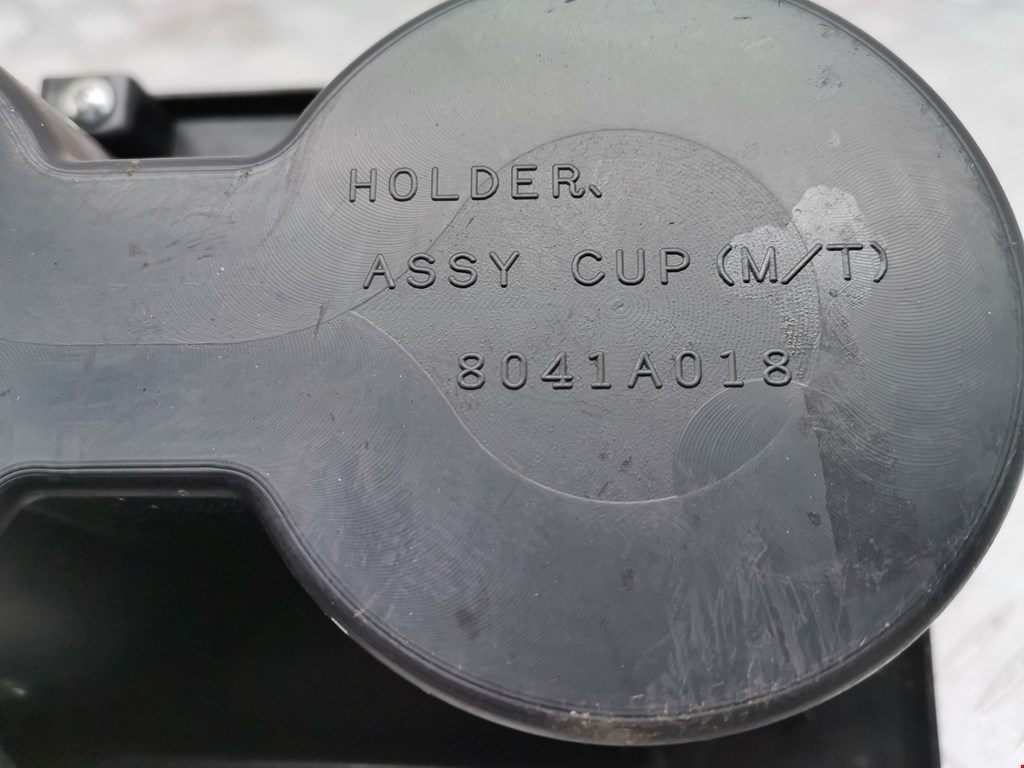 HOLDER、
ASSY CUP (M/T)
8041A018